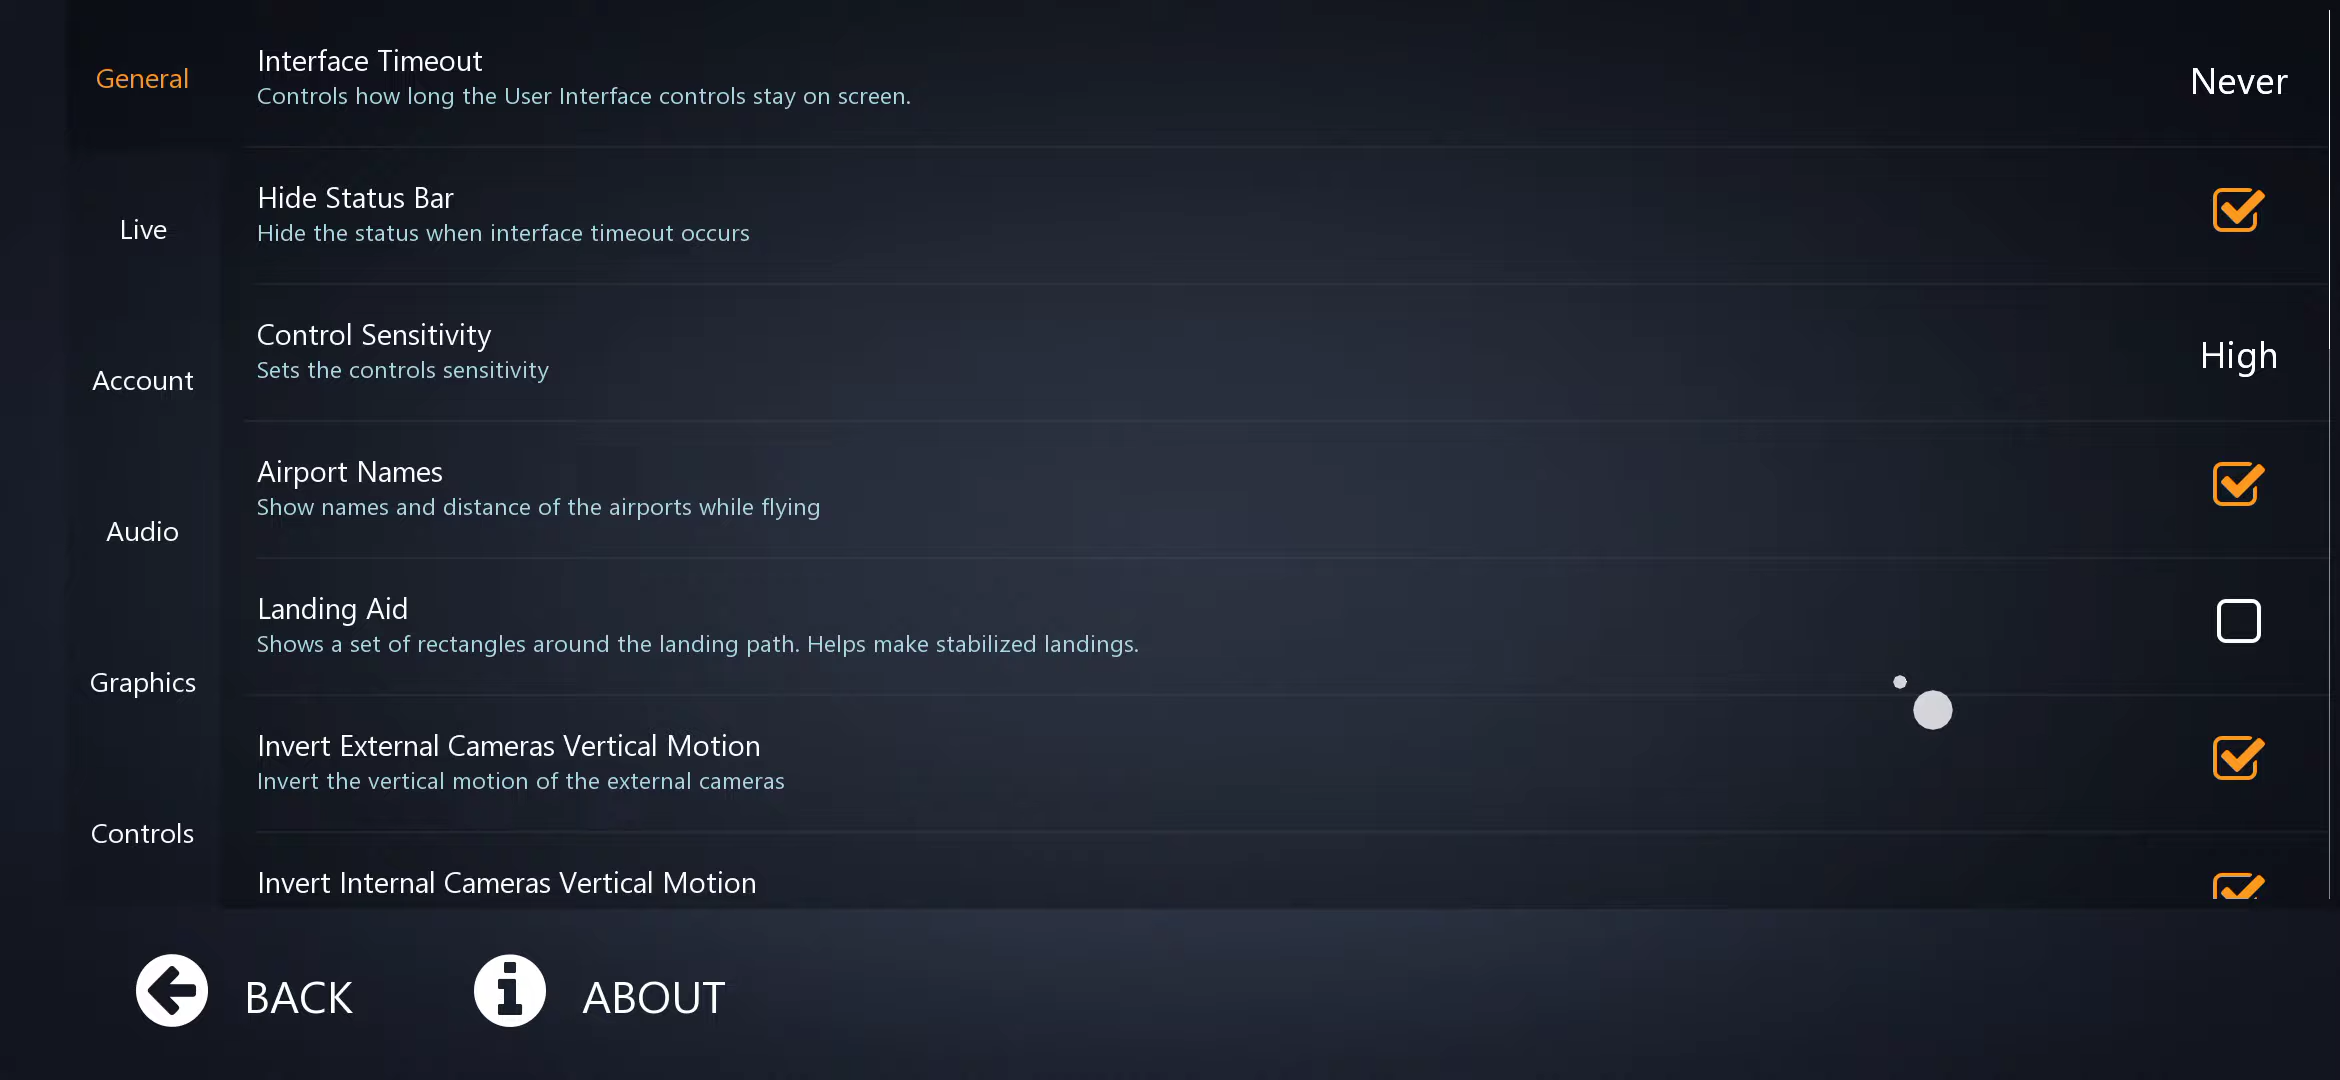 General
Live
Account
Audio
Graphics
Controls
Interface Timeout
Controls how long the User Interface controls stay on screen.
Never
Hide Status Bar
Hide the status when interface timeout occurs
Control Sensitivity
Sets the controls sensitivity
High
Airport Names
Show names and distance of the airports while flying
Landing Aid
Shows a set of rectangles around the landing path. Helps make stabilized landings.
Invert External Cameras Vertical Motion
Invert the vertical motion of the external cameras
Invert Internal Cameras Vertical Motion
BACK
ABOUT